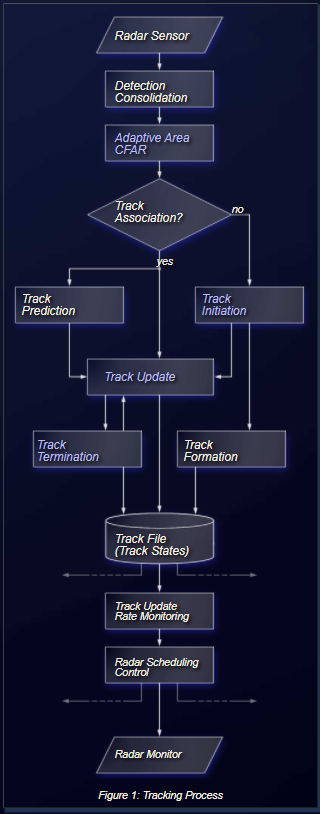 Radar Sensor
Detection
Consolidation
Adaptive Area
CFAR
Track
Association?
no
yes
Track
Prediction
Track
Initiation
Track Update
Track
Termination
Track
Formation
Track File
(Track States)
Track Update
Rate Monitoring
Radar Scheduling
Control
Radar Monitor
Figure 1: Tracking Process